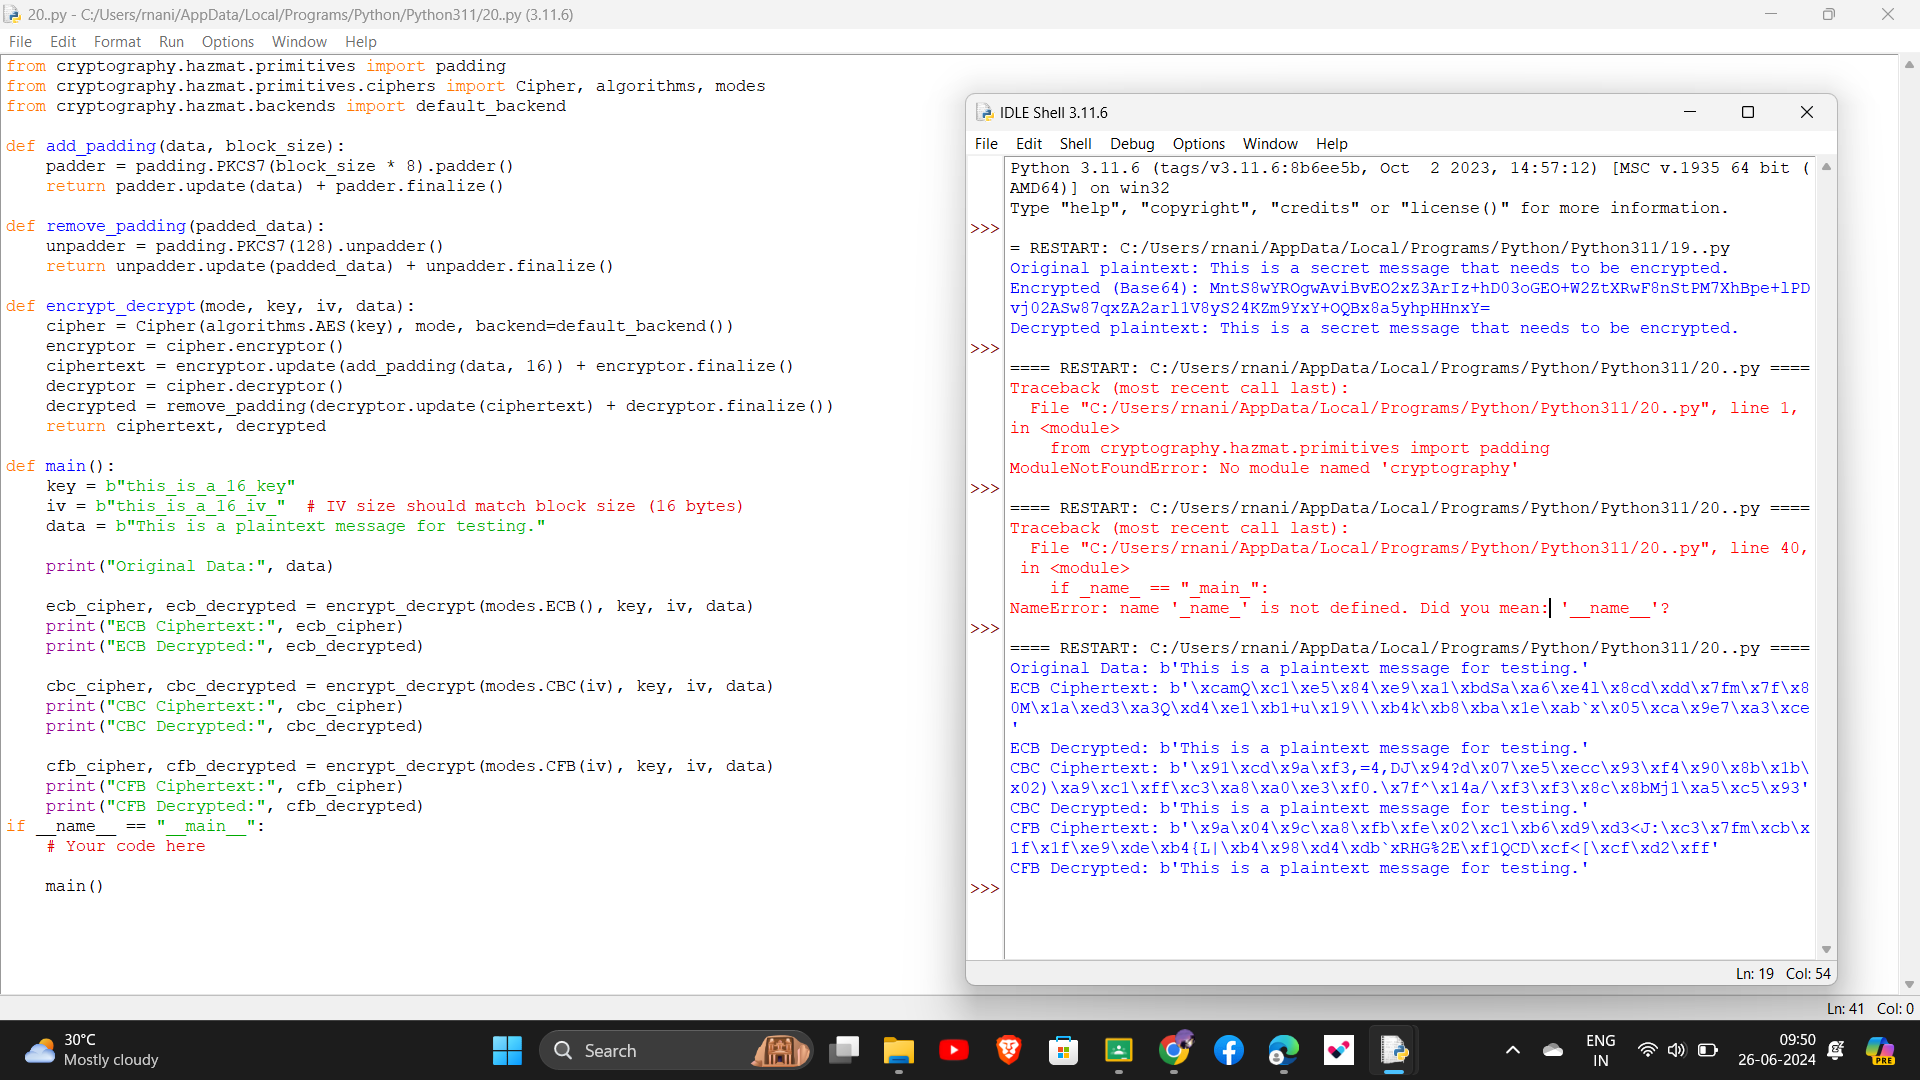 20..py - C:/Users/rnani/AppData/Local/Programs/Python/Python311/20..py (3.11.6)
File Edit Format Run Options Window Help
from cryptography.hazmat.primitives import padding
from cryptography.hazmat.primitives.ciphers import Cipher, algorithms, modes
from cryptography.hazmat.backends import default_backend
def add_padding(data, block_size):
    padder = padding.PKCS7(block_size * 8).padder()
    return padder.update(data) + padder.finalize()
def remove_padding(padded_data):
    unpadder = padding.PKCS7(128).unpadder()
    return unpadder.update(padded_data) + unpadder.finalize()
def encrypt_decrypt(mode, key, iv, data):
    cipher = Cipher(algorithms.AES(key), mode, backend=default_backend())
    encryptor = cipher.encryptor()
    ciphertext = encryptor.update(add_padding(data, 16)) + encryptor.finalize()
    decryptor = cipher.decryptor()
    decrypted = remove_padding(decryptor.update(ciphertext) + decryptor.finalize())
    return ciphertext, decrypted
def main():
    key = b"this_is_a_16_key"
    iv = b"this_is_a_16_iv_"  # IV size should match block size (16 bytes)
    data = b"This is a plaintext message for testing."
    print("Original Data:", data)
    ecb_cipher, ecb_decrypted = encrypt_decrypt(modes.ECB(), key, iv, data)
    print("ECB Ciphertext:", ecb_cipher)
    print("ECB Decrypted:", ecb_decrypted)
    cbc_cipher, cbc_decrypted = encrypt_decrypt(modes.CBC(iv), key, iv, data)
    print("CBC Ciphertext:", cbc_cipher)
    print("CBC Decrypted:", cbc_decrypted)
    cfb_cipher, cfb_decrypted = encrypt_decrypt(modes.CFB(iv), key, iv, data)
    print("CFB Ciphertext:", cfb_cipher)
    print("CFB Decrypted:", cfb_decrypted)
if __name__ == "__main__":
    # Your code here
    main()
Ln: 41 Col: 0
IDLE Shell 3.11.6
File Edit Shell Debug Options Window Help
Python 3.11.6 (tags/v3.11.6:8b6ee5b, Oct  2 2023, 14:57:12) [MSC v.1935 64 bit (
AMD64)] on win32
Type "help", "copyright", "credits" or "license()" for more information.
>>>
= RESTART: C:/Users/rnani/AppData/Local/Programs/Python/Python311/19..py
Original plaintext: This is a secret message that needs to be encrypted.
Encrypted (Base64): MntS8wYROgwAviBvEO2xZ3ArIz+hD03oGEO+W2ZtXRwF8nStPM7XhBpe+lPD
vj02ASw87qxZA2arl1V8yS24KZm9YxY+OQBx8a5yhpHHnxY=
Decrypted plaintext: This is a secret message that needs to be encrypted.
>>>
==== RESTART: C:/Users/rnani/AppData/Local/Programs/Python/Python311/20..py ====
Traceback (most recent call last):
  File "C:/Users/rnani/AppData/Local/Programs/Python/Python311/20..py", line 1,
in <module>
    from cryptography.hazmat.primitives import padding
ModuleNotFoundError: No module named 'cryptography'
>>>
==== RESTART: C:/Users/rnani/AppData/Local/Programs/Python/Python311/20..py ====
Traceback (most recent call last):
  File "C:/Users/rnani/AppData/Local/Programs/Python/Python311/20..py", line 40,
 in <module>
    if _name_ == "_main_":
NameError: name '_name_' is not defined. Did you mean: '__name__'?
>>>
==== RESTART: C:/Users/rnani/AppData/Local/Programs/Python/Python311/20..py ====
Original Data: b'This is a plaintext message for testing.'
ECB Ciphertext: b'\xcamQ\xc1\xe5\x84\xe9\xa1\xbdSa\xa6\xe4l\x8cd\xdd\x7fm\x7f\x8
0M\x1a\xed3\xa3Q\xd4\xe1\xb1+u\x19\\\xb4k\xb8\xba\x1e\xab`x\x05\xca\x9e7\xa3\xce
'
ECB Decrypted: b'This is a plaintext message for testing.'
CBC Ciphertext: b'\x91\xcd\x9a\xf3,=4,DJ\x94?d\x07\xe5\xecc\x93\xf4\x90\x8b\x1b\
x02)\xa9\xc1\xff\xc3\xa8\xa0\xe3\xf0.\x7f^\x14a/\xf3\xf3\x8c\x8bMj1\xa5\xc5\x93'
CBC Decrypted: b'This is a plaintext message for testing.'
CFB Ciphertext: b'\x9a\x04\x9c\xa8\xfb\xfe\x02\xc1\xb6\xd9\xd3<J:\xc3\x7fm\xcb\x
1f\x1f\xe9\xde\xb4{L|\xb4\x98\xd4\xdb`xRHG%2E\xf1QCD\xcf<[\xcf\xd2\xff'
CFB Decrypted: b'This is a plaintext message for testing.'
>>>
Ln: 19 Col: 54
30°C
Mostly cloudy
Search
ENG
IN
09:50
26-06-2024
PRE